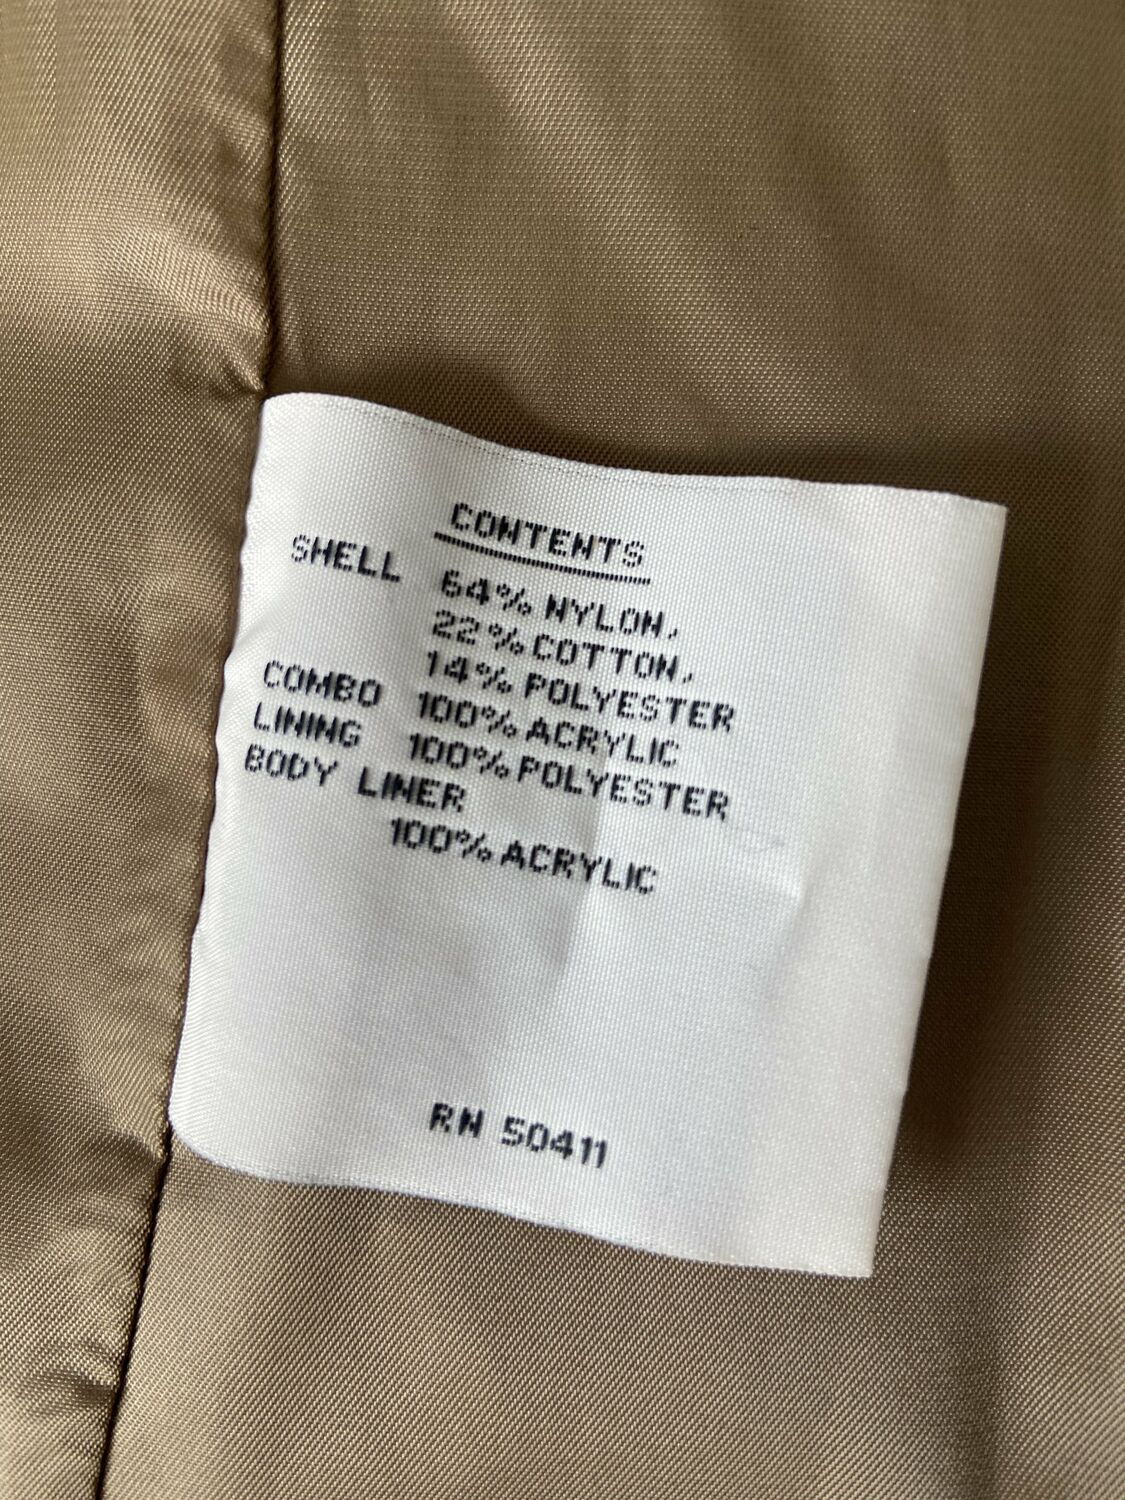 CONTENTS
SHELL 64% NYLON,
22% COTTON,
14% POLYESTER
COMBO 100% ACRYLIC
LINING 100% POLYESTER
BODY LINER
100% ACRYLIC
RN 50411